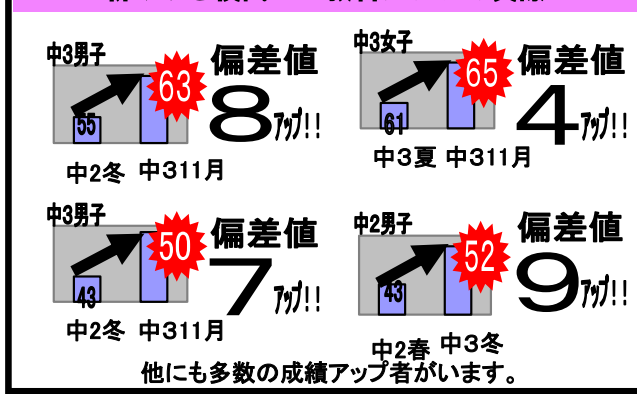 中3男子
63
偏差値
8アップ!!
55
中2冬 中311月
中3女子
65
偏差値
4アップ!!
61
中3夏 中311月
中3男子
50
偏差値
7アップ!!
43
中2冬 中311月
中2男子
52
偏差値
9アップ!!
43
中2春 中3冬
他にも多数の成績アップ者がいます。